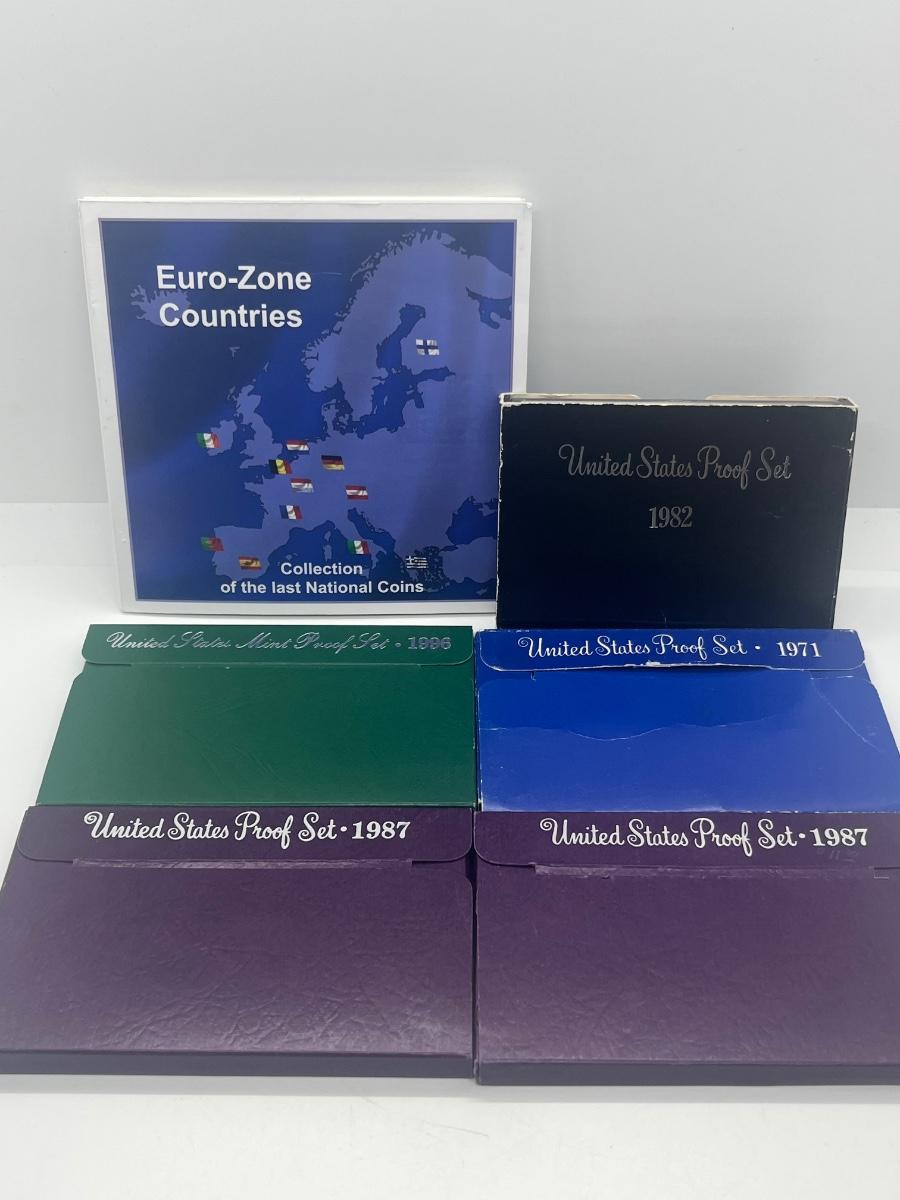 Euro-Zone
Countries
Collection
of the last National Coins
United States Proof Set
1982
United States Mint Proof Set · 1996
United States Proof Set · 1971
United States Proof Set · 1987
United States Proof Set · 1987